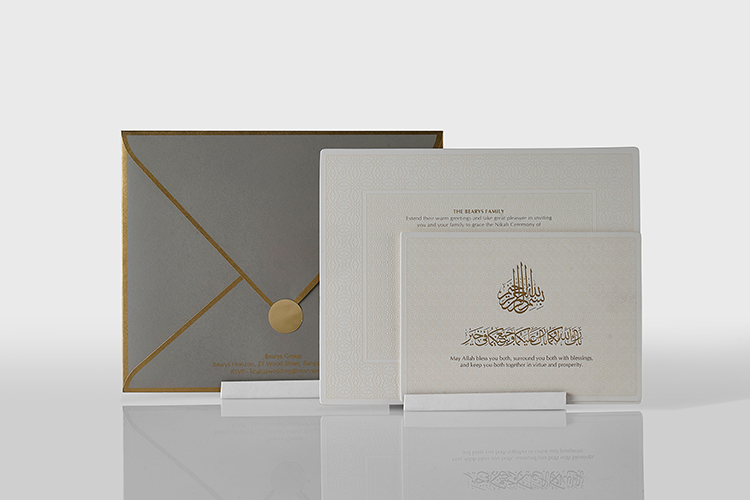 THE BEARYS FAMILY
Extend their warm greetings and take great pleasure in inviting
you and your family to grace the Nikah Ceremony of
بسم الله الرحمن الرحيم
بارك الله لكما وبارك عليكما وجمع بينكما في خير
May Allah bless you both, surround you both with blessings,
and keep you both together in virtue and prosperity.
Bearys Group